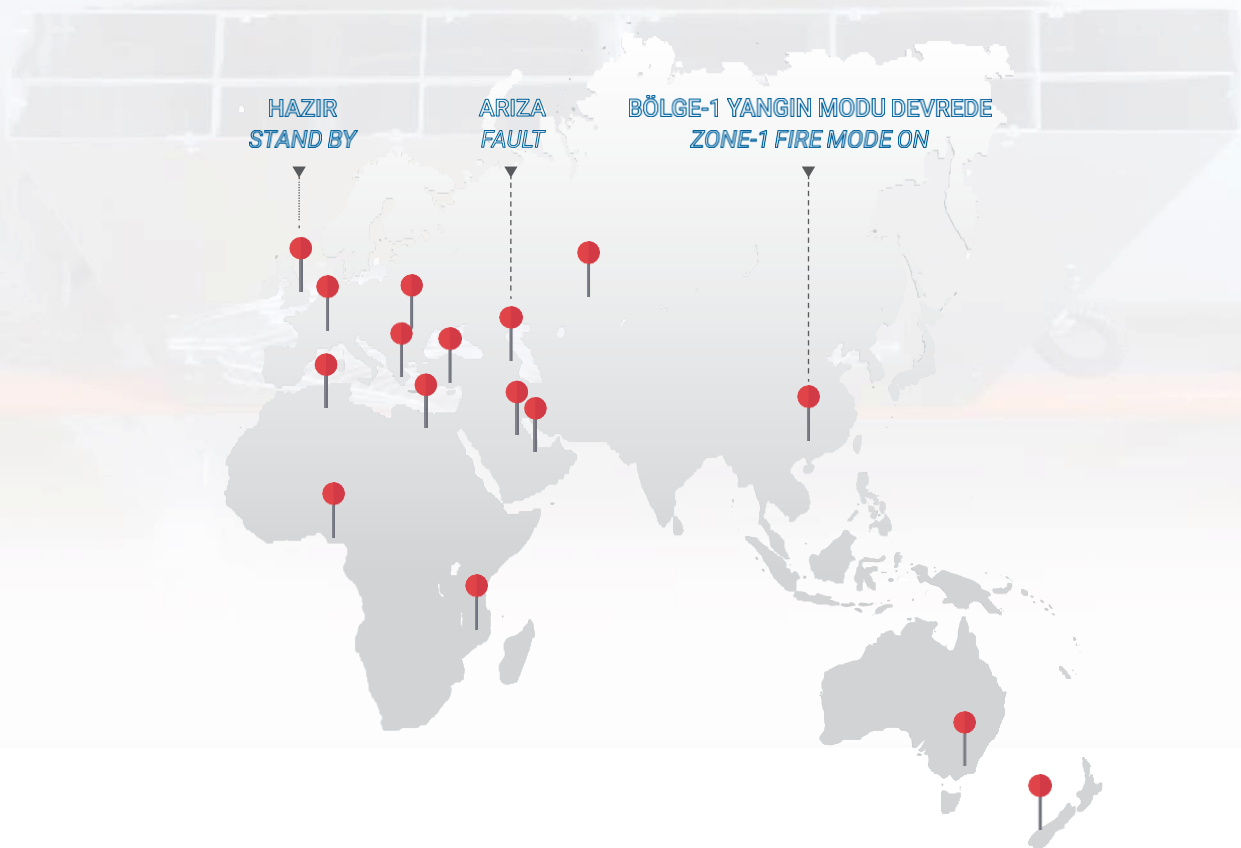 HAZIR
STAND BY
ARIZA
FAULT
BÖLGE-1 YANGIN MODU DEVREDE
ZONE-1 FIRE MODE ON